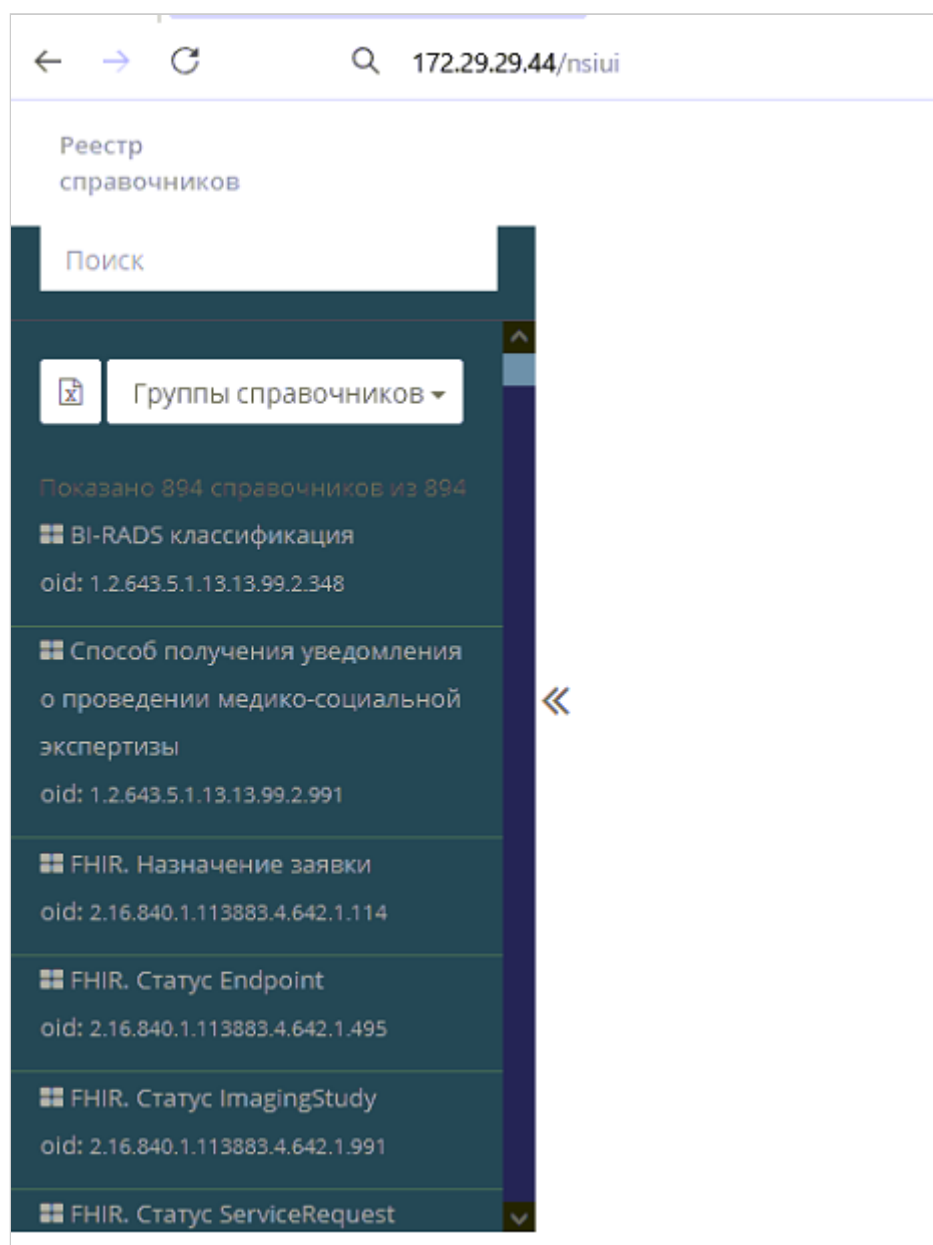 172.29.29.44/nsiui
Реестр
справочников
Поиск
Группы справочников
Показано 894 справочников из 894
BI-RADS классификация
oid: 1.2.643.5.1.13.13.99.2.348
Способ получения уведомления
о проведении медико-социальной
экспертизы
oid: 1.2.643.5.1.13.13.99.2.991
FHIR. Назначение заявки
oid: 2.16.840.1.113883.4.642.1.114
FHIR. Статус Endpoint
oid: 2.16.840.1.113883.4.642.1.495
FHIR. Статус ImagingStudy
oid: 2.16.840.1.113883.4.642.1.991
FHIR. Статус ServiceRequest